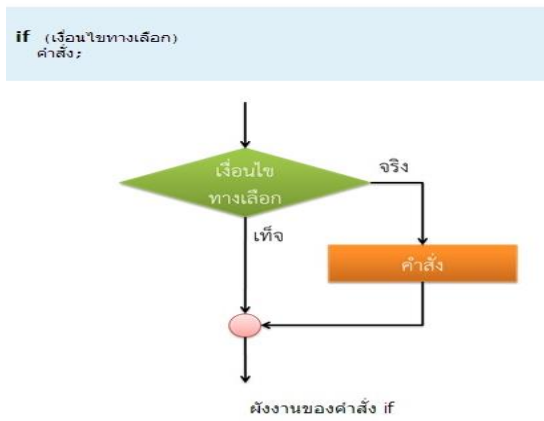 if (เงื่อนไขทางเลือก)
คำสั่ง;
เงื่อนไข
ทางเลือก
จริง
เท็จ
คำสั่ง
ผังงานของคำสั่ง if